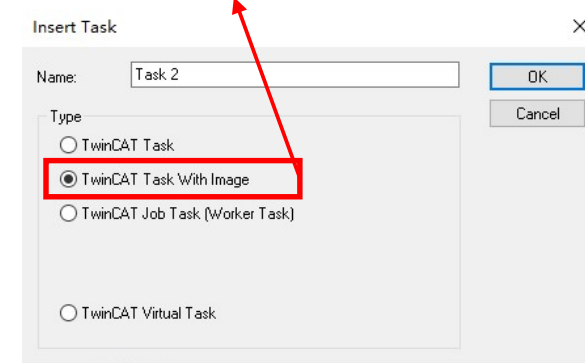 Insert Task
Name: Task 2 OK
Type Cancel
TwinCAT Task
TwinCAT Task With Image
TwinCAT Job Task (Worker Task)
TwinCAT Virtual Task